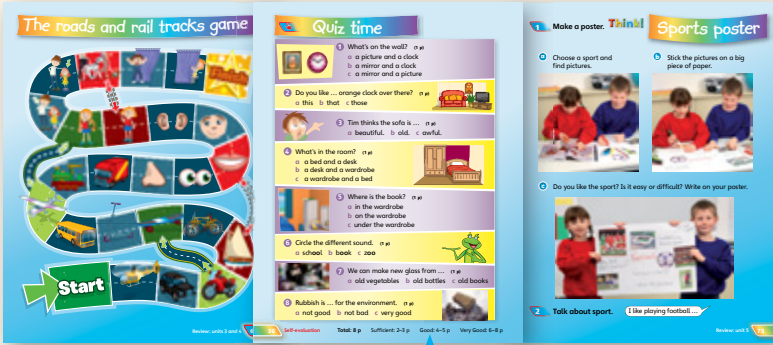 The roads and rail tracks game
Finish
Start
Review: units 3 and 4
Quiz time
1 What's on the wall? (1 p)
a a picture and a clock
b a mirror and a clock
c a mirror and a picture
2 Do you like ... orange clock over there? (1 p)
a this b that c those
3 Tim thinks the sofa is ... (1 p)
a beautiful. b old. c awful.
4 What's in the room? (1 p)
a a bed and a desk
b a desk and a wardrobe
c a wardrobe and a bed
5 Where is the book? (1 p)
a in the wardrobe
b on the wardrobe
c under the wardrobe
6 Circle the different sound. (1 p)
a school b book c zoo
7 We can make new glass from ... (1 p)
a old vegetables b old bottles c old books
8 Rubbish is ... for the environment. (1 p)
a not good b not bad c very good
36 Self-evaluation Total: 8 p Sufficient: 2–3 p Good: 4–5 p Very Good: 6–8 p
1 Make a poster. Think!
Sports poster
a Choose a sport and
find pictures.
b Stick the pictures on a big
piece of paper.
c Do you like the sport? Is it easy or difficult? Write on your poster.
2 Talk about sport.
I like playing football ...
Review: unit 5